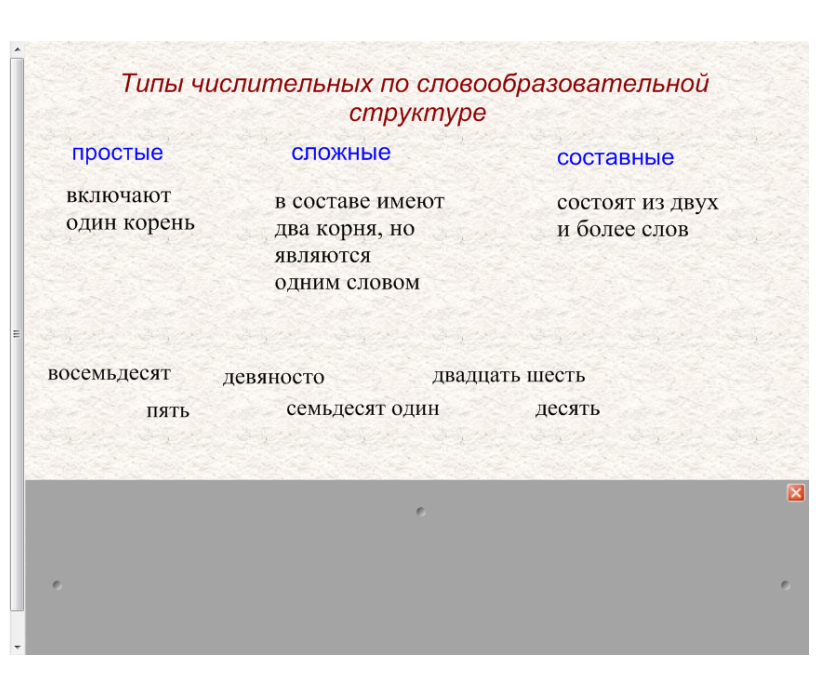 Типы числительных по словообразовательной
структуре
простые
включают
один корень
сложные
в составе имеют
два корня, но
являются
одним словом
составные
состоят из двух
и более слов
восемьдесят
девяносто
двадцать шесть
пять
семьдесят один
десять